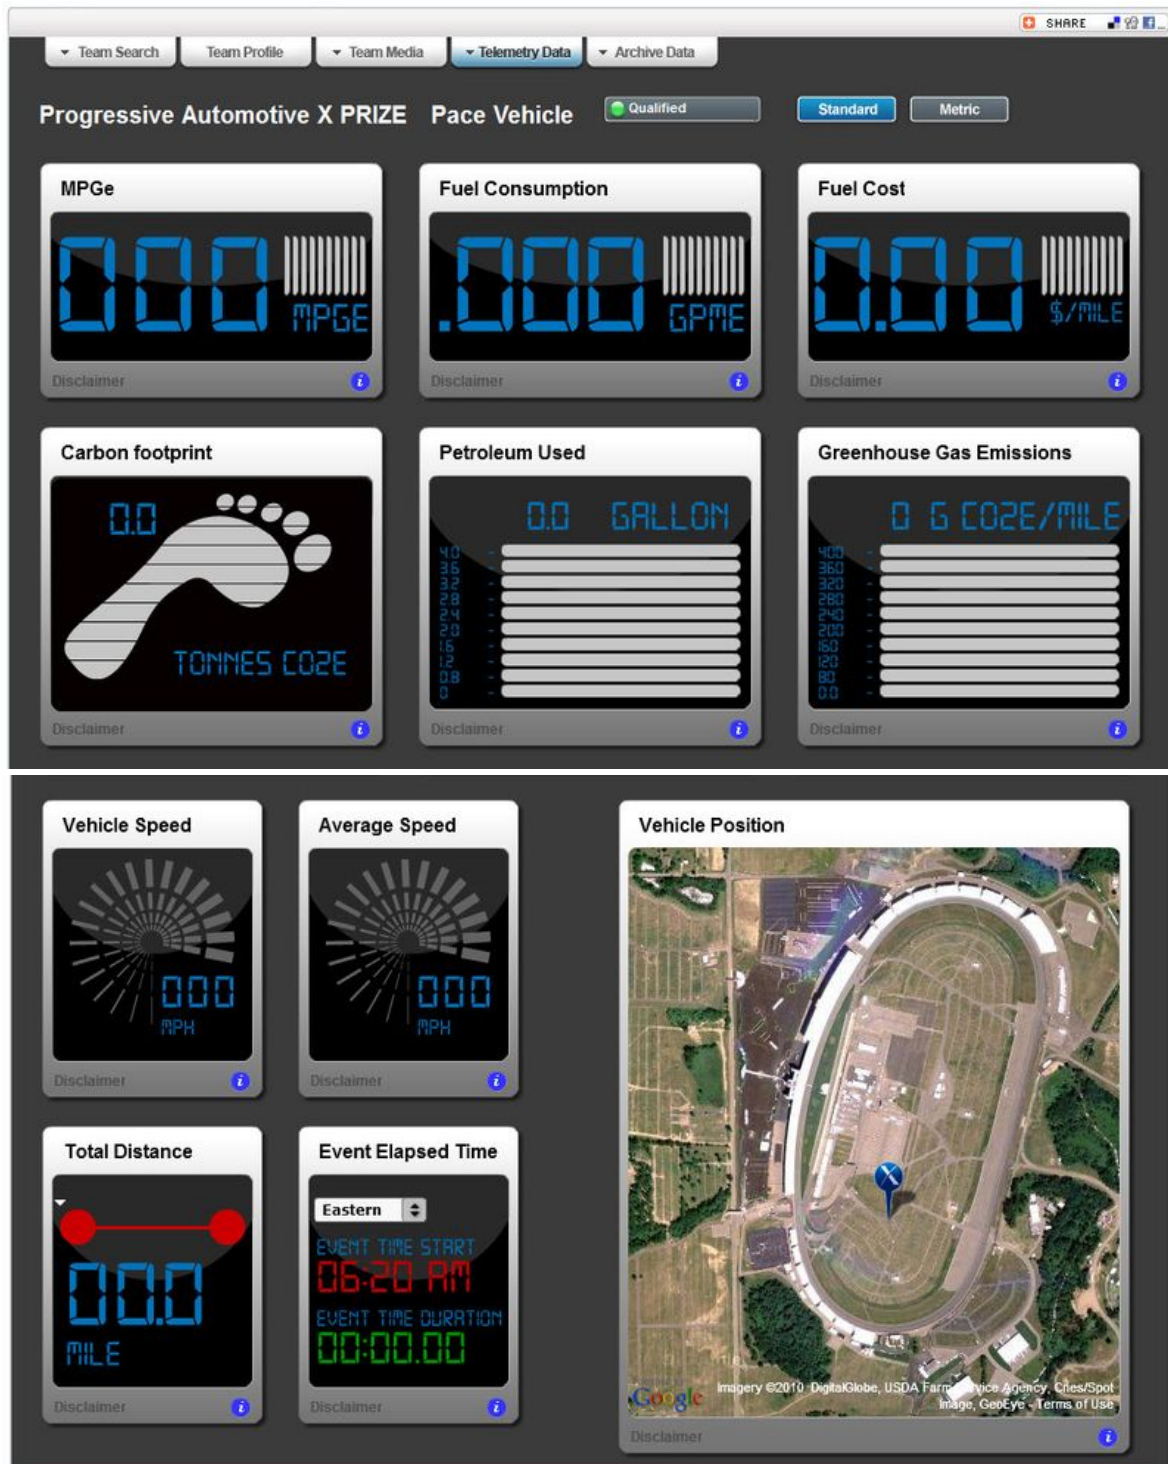 SHARE
Team Search
Team Profile
Team Media
Telemetry Data
Archive Data
Progressive Automotive X PRIZE Pace Vehicle
Qualified
Standard
Metric
MPGe
000
MPGE
Disclaimer
i
Fuel Consumption
.000
GPME
Disclaimer
i
Fuel Cost
0.00
$/MILE
Disclaimer
i
Carbon footprint
0.0
TONNES CO2E
Disclaimer
i
Petroleum Used
0.0 GALLON
4.0 -
3.6 -
3.2 -
2.8 -
2.4 -
2.0 -
1.6 -
1.2 -
0.8 -
0 -
Disclaimer
i
Greenhouse Gas Emissions
0 G CO2E/MILE
400 -
360 -
320 -
280 -
240 -
200 -
160 -
120 -
80 -
0.0 -
Disclaimer
i
Vehicle Speed
000
MPH
Disclaimer
i
Average Speed
000
MPH
Disclaimer
i
Vehicle Position
X
Google
Imagery ©2010 DigitalGlobe, USDA Farm Service Agency, Cnes/Spot
Image, GeoEye - Terms of Use
Disclaimer
i
Total Distance
00.0
MILE
Disclaimer
i
Event Elapsed Time
Eastern
EVENT TIME START
06:20 AM
EVENT TIME DURATION
00:00.00
Disclaimer
i